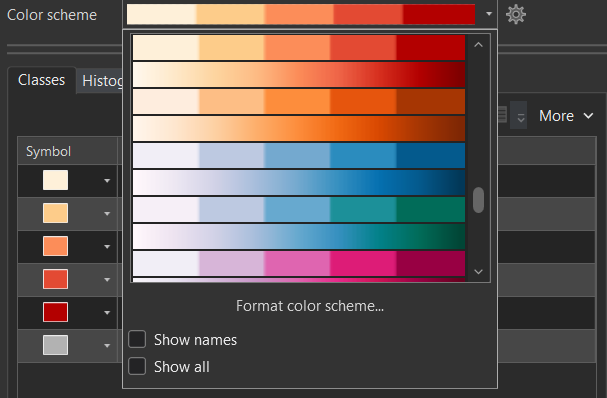 Color scheme
Classes
Histog
More
Symbol
Format color scheme...
Show names
Show all